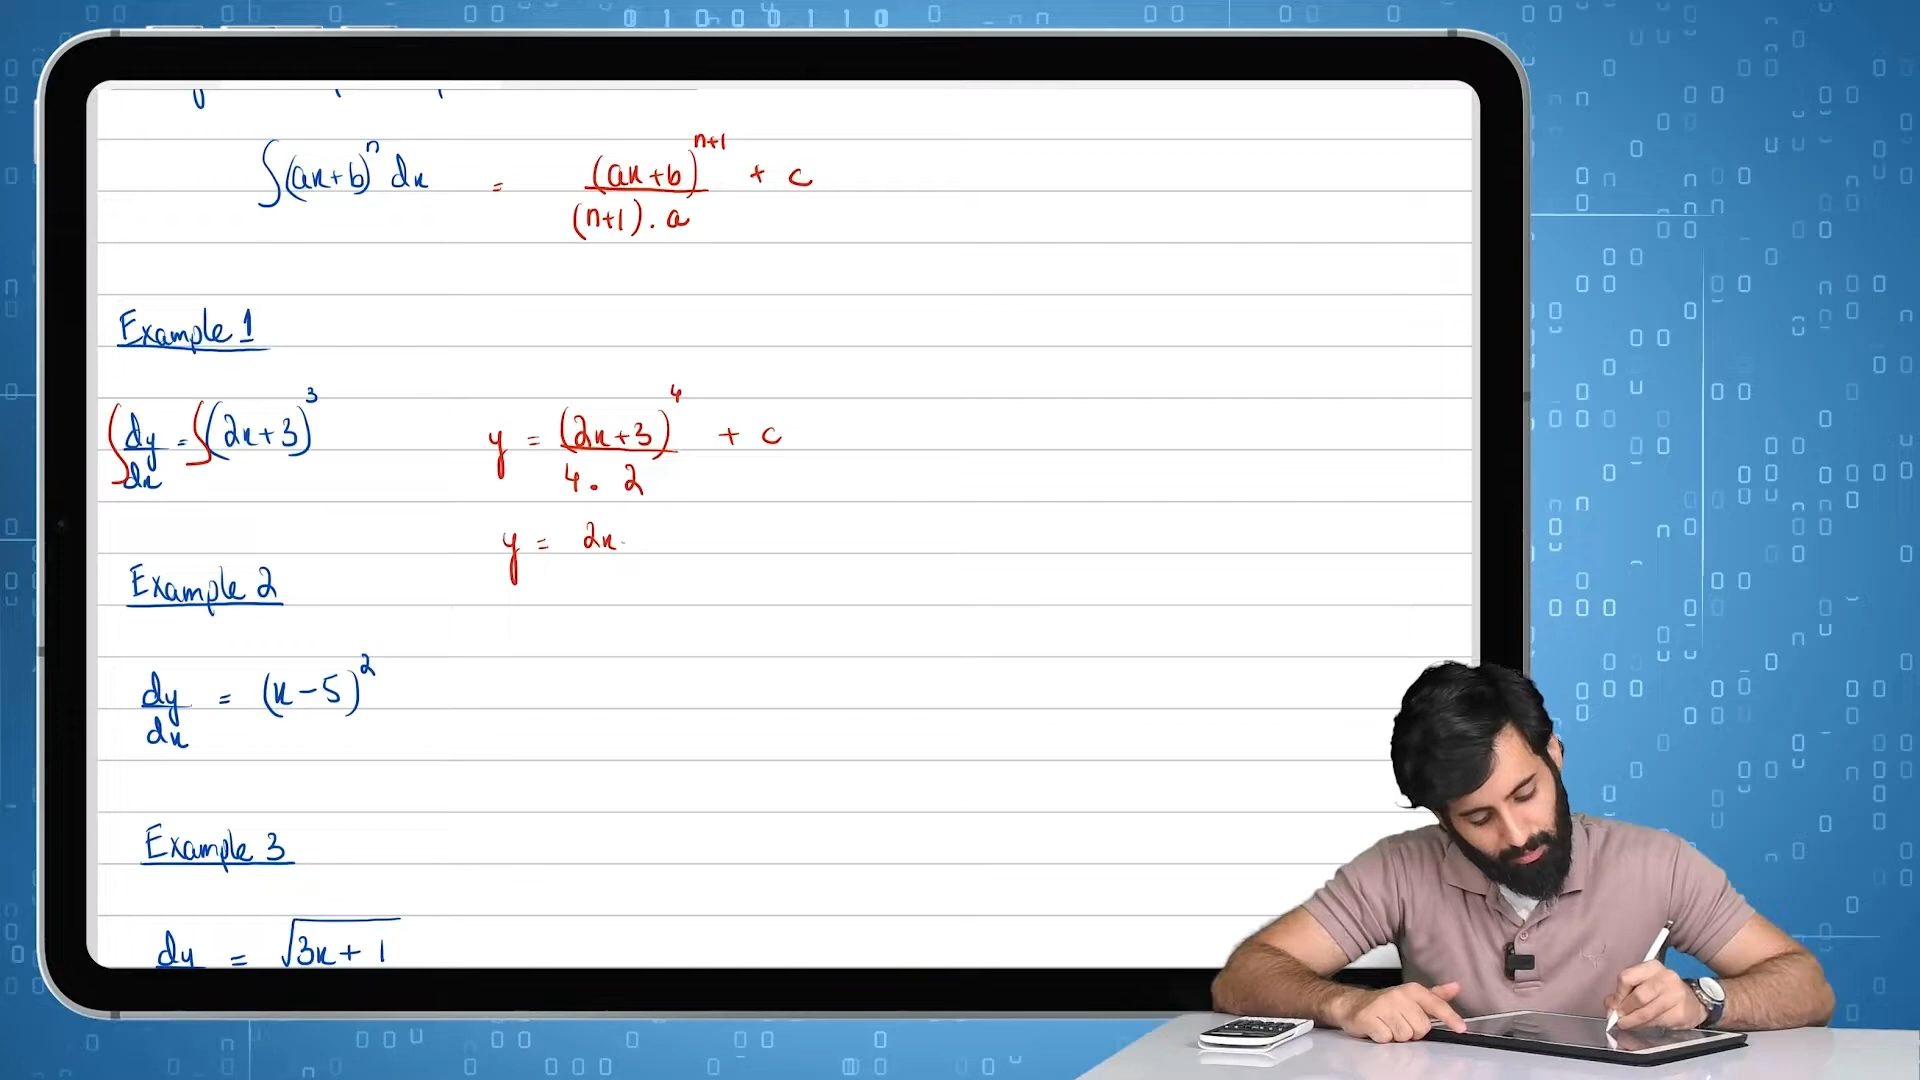 ∫(ax+b)^n dx = (ax+b)^(n+1) / (n+1).a + c
Example 1
∫ dy/dx = ∫(2x+3)^3
y = (2x+3)^4 / 4.2 + c
y = 2x
Example 2
dy/dx = (x-5)^2
Example 3
dy = √(3x+1)